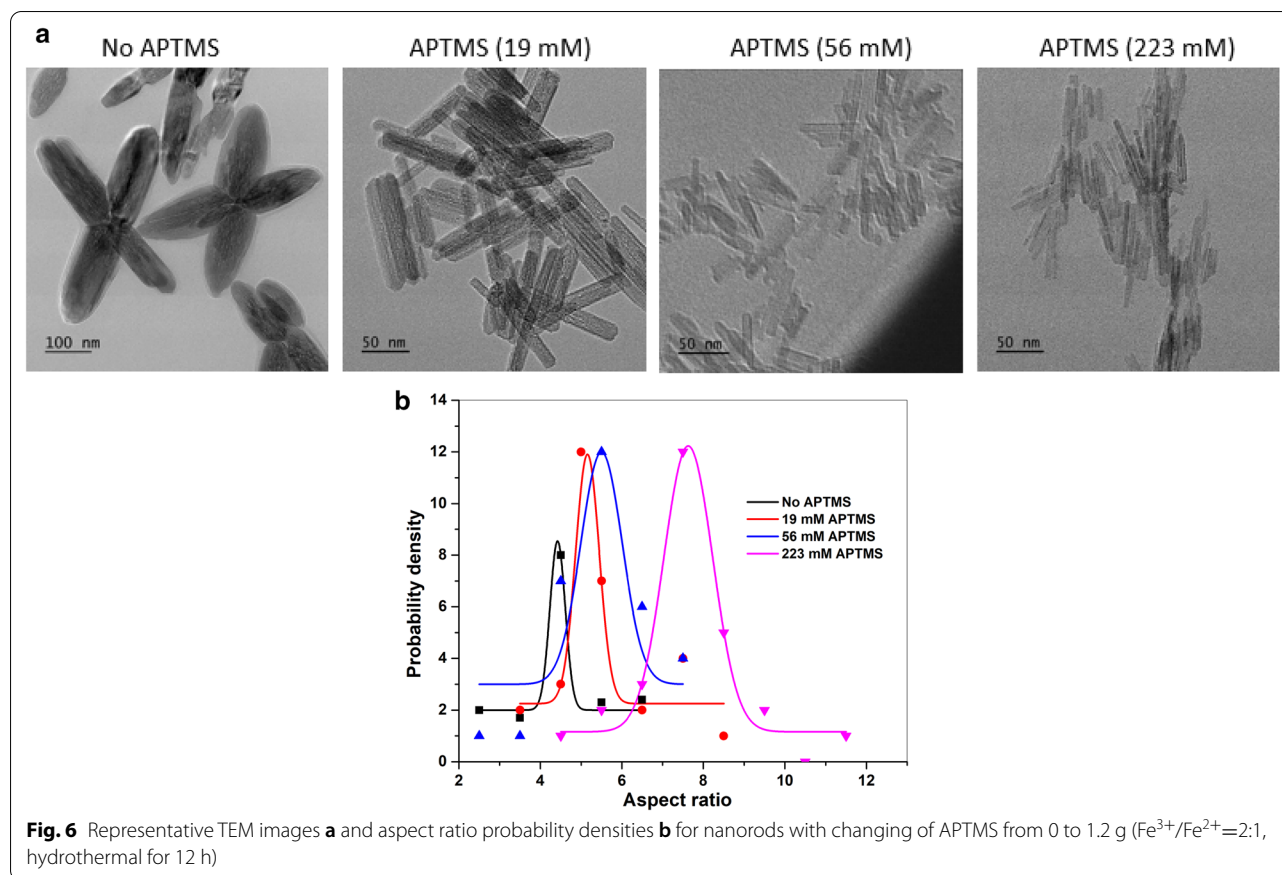 a
No APTMS
APTMS (19 mM)
APTMS (56 mM)
APTMS (223 mM)
100 nm
50 nm
50 nm
50 nm
b
14
12
10
8
6
4
2
0
Probability density
No APTMS
19 mM APTMS
56 mM APTMS
223 mM APTMS
2 4 6 8 10 12
Aspect ratio
Fig. 6 Representative TEM images a and aspect ratio probability densities b for nanorods with changing of APTMS from 0 to 1.2 g (Fe³⁺/Fe²⁺=2:1,
hydrothermal for 12 h)